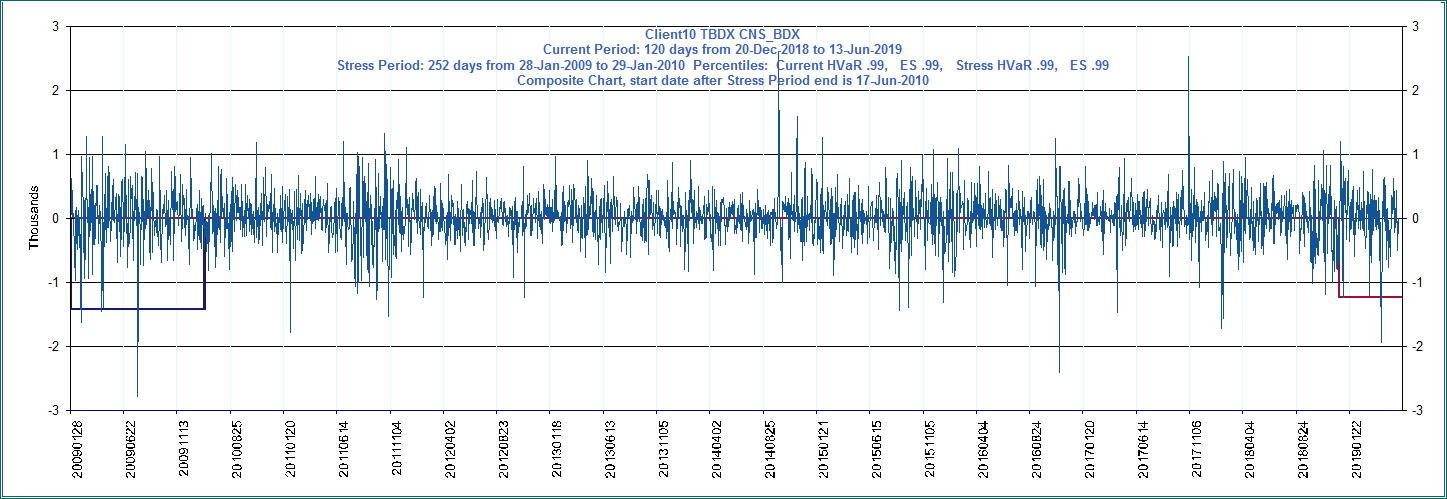 Client10 TBDX CNS_BDX
Current Period: 120 days from 20-Dec-2018 to 13-Jun-2019
Stress Period: 252 days from 28-Jan-2009 to 29-Jan-2010 Percentiles: Current HVaR .99, ES .99, Stress HVaR .99, ES .99
Composite Chart, start date after Stress Period end is 17-Jun-2010
3 3
2 2
1 1
0 0
-1 -1
-2 -2
-3 -3
Thousands
20090128 20090622 20091113 20100825 20110120 20110614 20111104 20120402 20120823 20130118 20130613 20131105 20140402 20140825 20150121 20150615 20151105 20160404 20160824 20170120 20170614 20171106 20180404 20180824 20190122